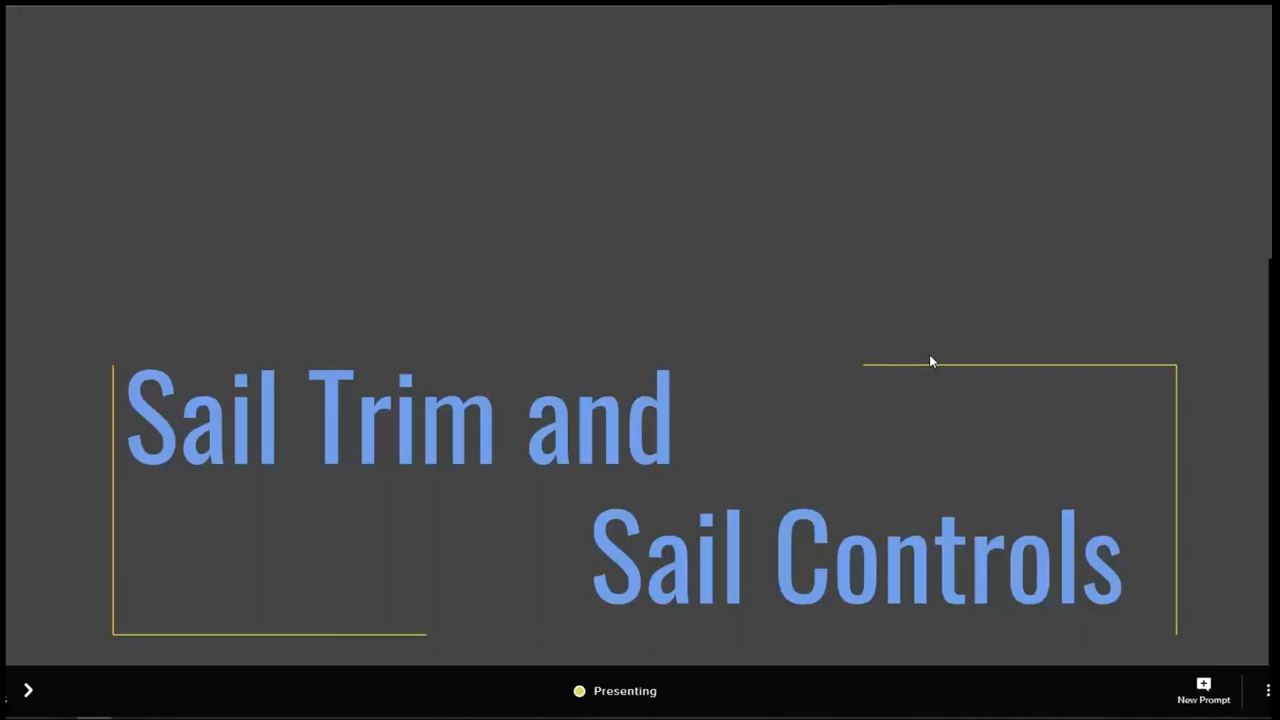 Sail Trim and
Sail Controls
Presenting
New Prompt